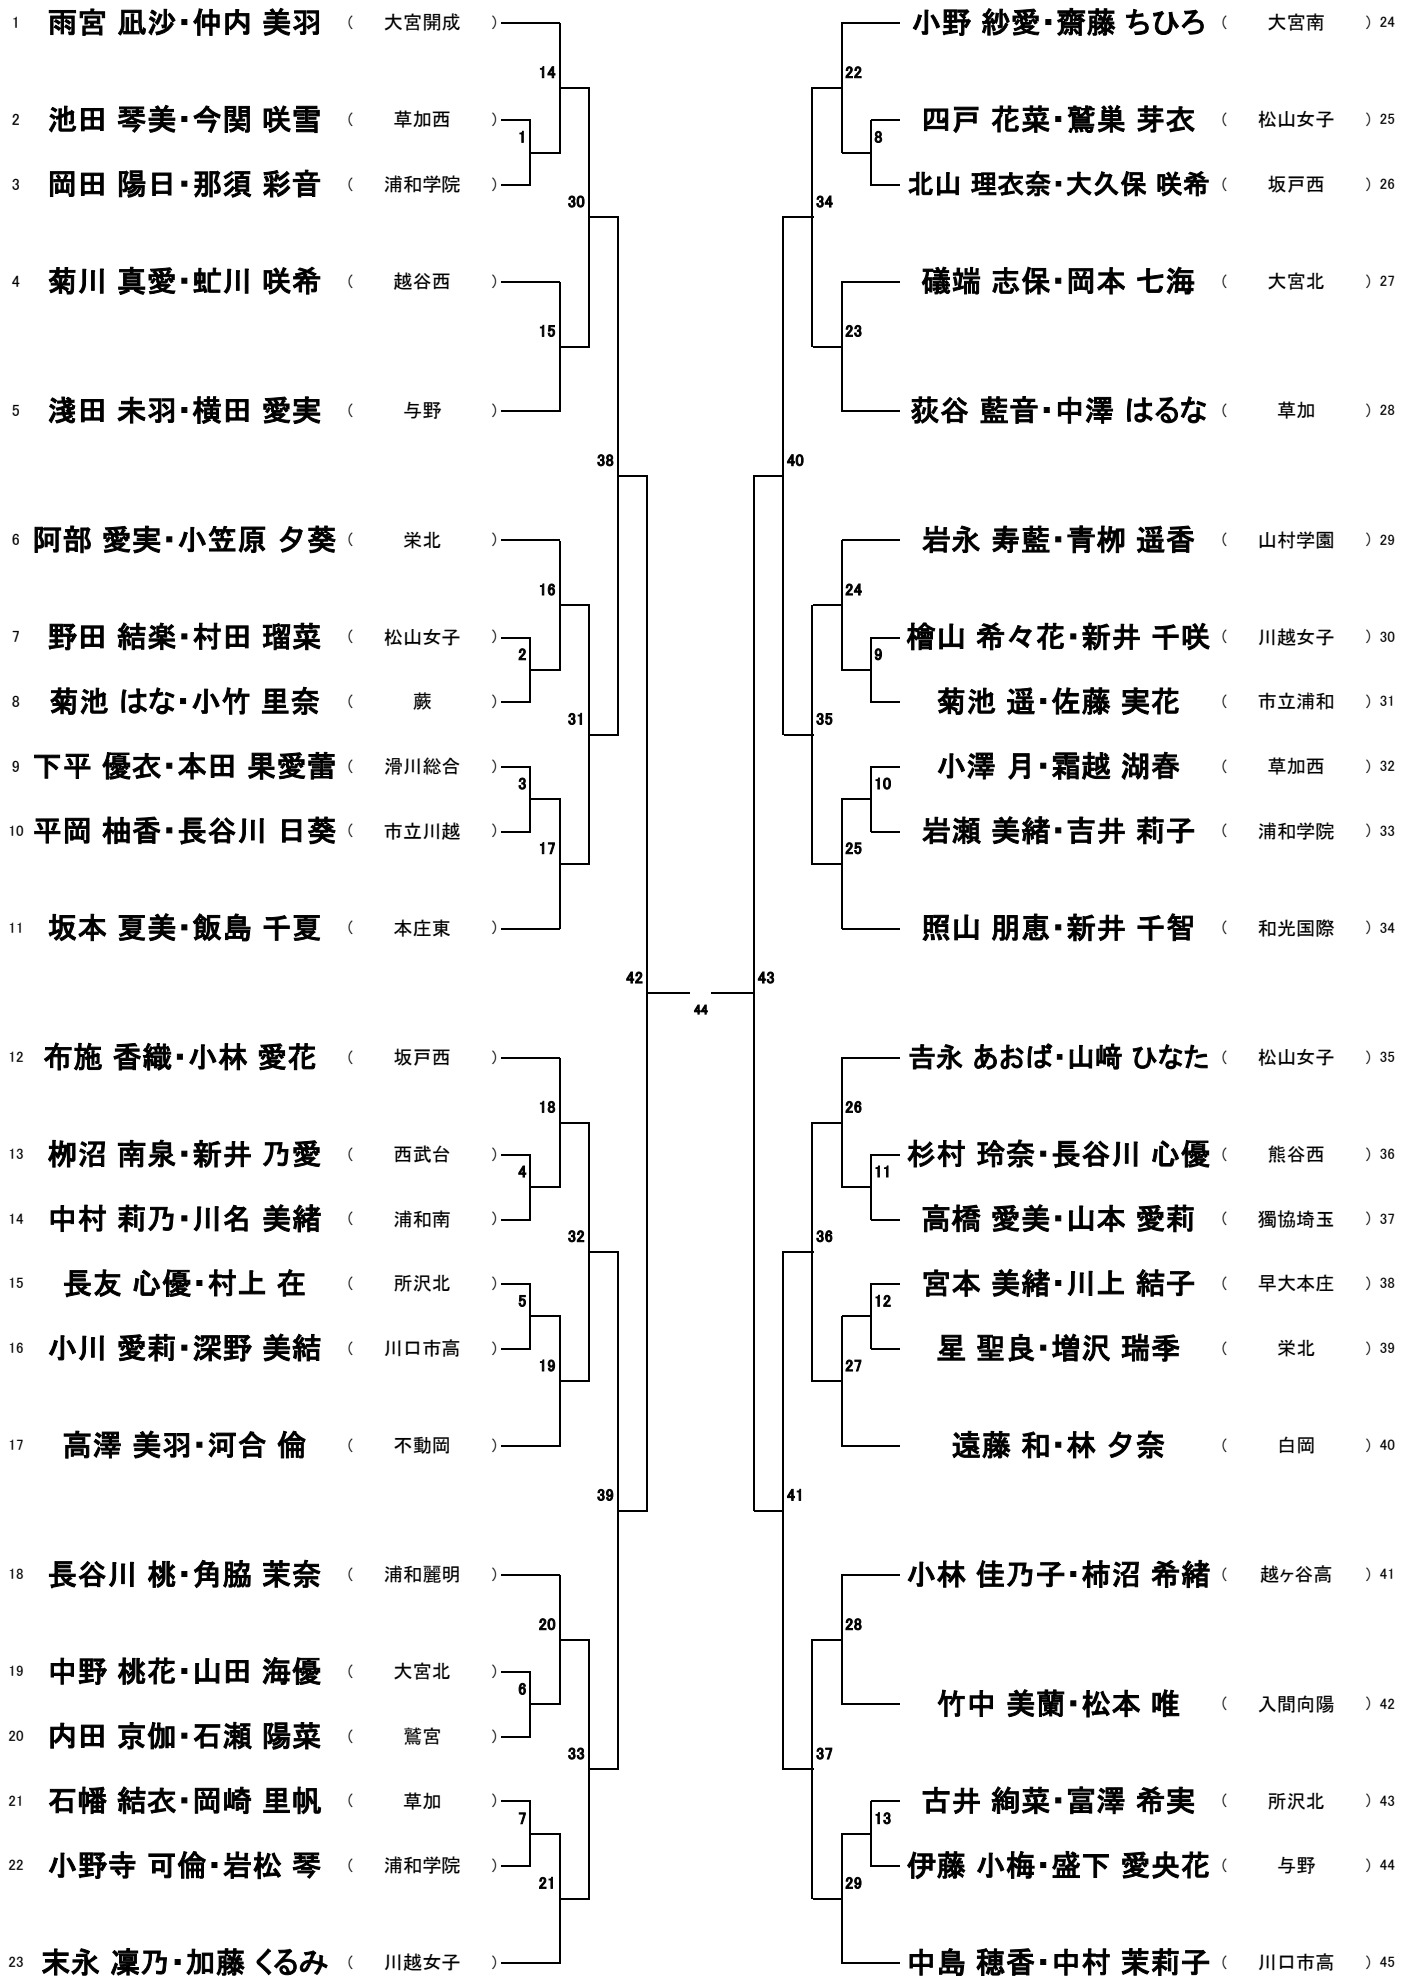 1 雨宮 凪沙・仲内 美羽 （ 大宮開成 ）
14
2 池田 琴美・今関 咲雪 （ 草加西 ）
1
3 岡田 陽日・那須 彩音 （ 浦和学院 ）
30
4 菊川 真愛・虻川 咲希 （ 越谷西 ）
15
5 淺田 未羽・横田 愛実 （ 与野 ）
38
6 阿部 愛実・小笠原 夕葵 （ 栄北 ）
16
7 野田 結楽・村田 瑠菜 （ 松山女子 ）
2
8 菊池 はな・小竹 里奈 （ 蕨 ）
31
9 下平 優衣・本田 果愛蕾 （ 滑川総合 ）
3
10 平岡 柚香・長谷川 日葵 （ 市立川越 ）
17
11 坂本 夏美・飯島 千夏 （ 本庄東 ）
42
12 布施 香織・小林 愛花 （ 坂戸西 ）
18
13 栁沼 南泉・新井 乃愛 （ 西武台 ）
4
14 中村 莉乃・川名 美緒 （ 浦和南 ）
32
15 長友 心優・村上 在 （ 所沢北 ）
5
16 小川 愛莉・深野 美結 （ 川口市高 ）
19
17 高澤 美羽・河合 倫 （ 不動岡 ）
39
18 長谷川 桃・角脇 茉奈 （ 浦和麗明 ）
20
19 中野 桃花・山田 海優 （ 大宮北 ）
6
20 内田 京伽・石瀬 陽菜 （ 鷲宮 ）
33
21 石幡 結衣・岡崎 里帆 （ 草加 ）
7
22 小野寺 可倫・岩松 琴 （ 浦和学院 ）
21
23 末永 凜乃・加藤 くるみ （ 川越女子 ）
44
小野 紗愛・齋藤 ちひろ （ 大宮南 ） 24
22
四戸 花菜・鷲巣 芽衣 （ 松山女子 ） 25
8
北山 理衣奈・大久保 咲希 （ 坂戸西 ） 26
34
礒端 志保・岡本 七海 （ 大宮北 ） 27
23
荻谷 藍音・中澤 はるな （ 草加 ） 28
40
岩永 寿藍・青栁 遥香 （ 山村学園 ） 29
24
檜山 希々花・新井 千咲 （ 川越女子 ） 30
9
菊池 遥・佐藤 実花 （ 市立浦和 ） 31
35
小澤 月・霜越 湖春 （ 草加西 ） 32
10
岩瀬 美緒・吉井 莉子 （ 浦和学院 ） 33
25
照山 朋恵・新井 千智 （ 和光国際 ） 34
43
𠮷永 あおば・山﨑 ひなた （ 松山女子 ） 35
26
杉村 玲奈・長谷川 心優 （ 熊谷西 ） 36
11
高橋 愛美・山本 愛莉 （ 獨協埼玉 ） 37
36
宮本 美緒・川上 結子 （ 早大本庄 ） 38
12
星 聖良・増沢 瑞季 （ 栄北 ） 39
27
遠藤 和・林 夕奈 （ 白岡 ） 40
41
小林 佳乃子・柿沼 希緒 （ 越ヶ谷高 ） 41
28
竹中 美蘭・松本 唯 （ 入間向陽 ） 42
37
古井 絢菜・富澤 希実 （ 所沢北 ） 43
13
伊藤 小梅・盛下 愛央花 （ 与野 ） 44
29
中島 穂香・中村 茉莉子 （ 川口市高 ） 45